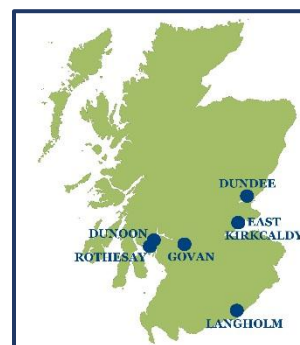 DUNDEE
EAST
KIRKCALDY
DUNOON
ROTHESAY
GOVAN
LANGHOLM